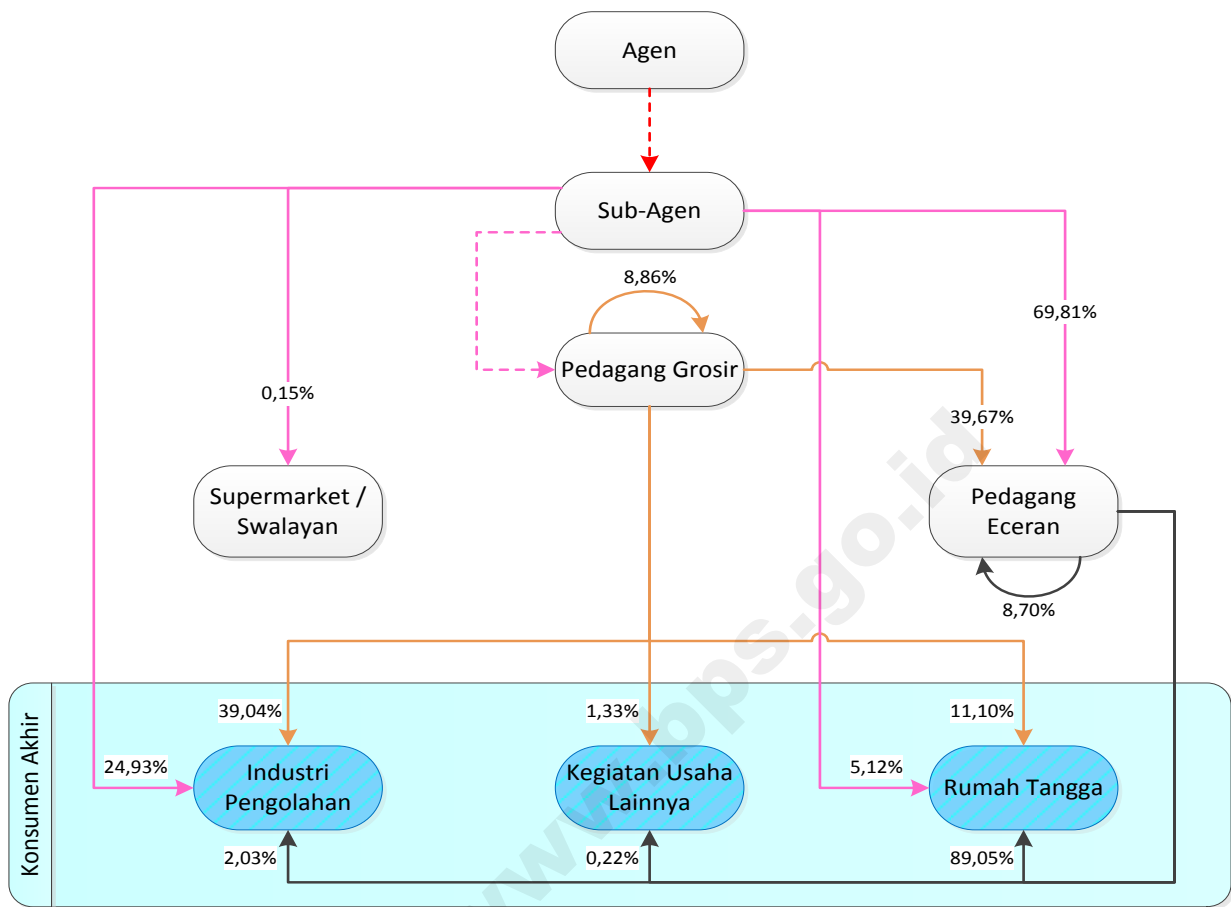 Agen
Sub-Agen
8,86%
69,81%
Pedagang Grosir
0,15%
39,67%
Supermarket /
Swalayan
Pedagang
Eceran
8,70%
Konsumen Akhir
39,04%
1,33%
11,10%
24,93%
Industri
Pengolahan
Kegiatan Usaha
Lainnya
5,12%
Rumah Tangga
2,03%
0,22%
89,05%
www.bps.go.id